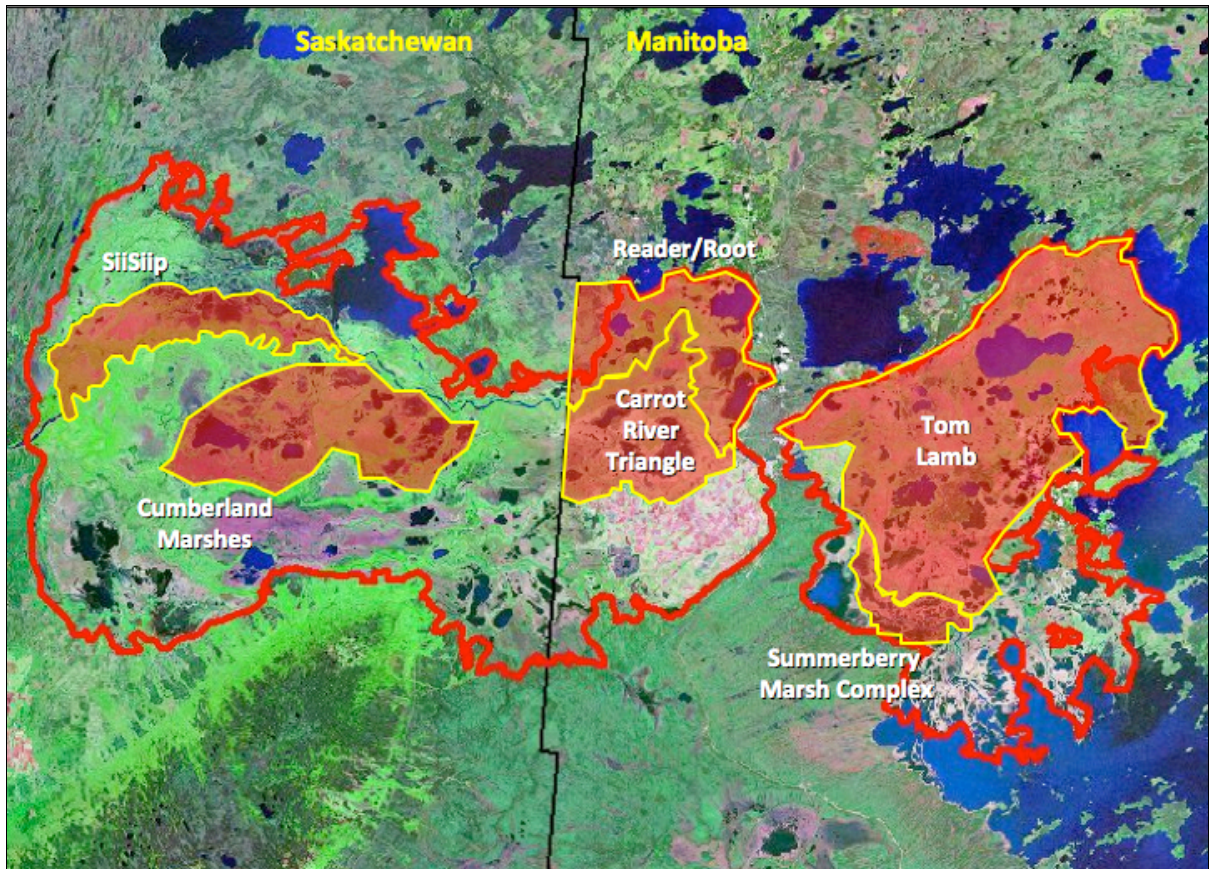 Saskatchewan
Manitoba
SiiSiip
Reader/Root
Carrot
River
Triangle
Tom
Lamb
Cumberland
Marshes
Summerberry
Marsh Complex